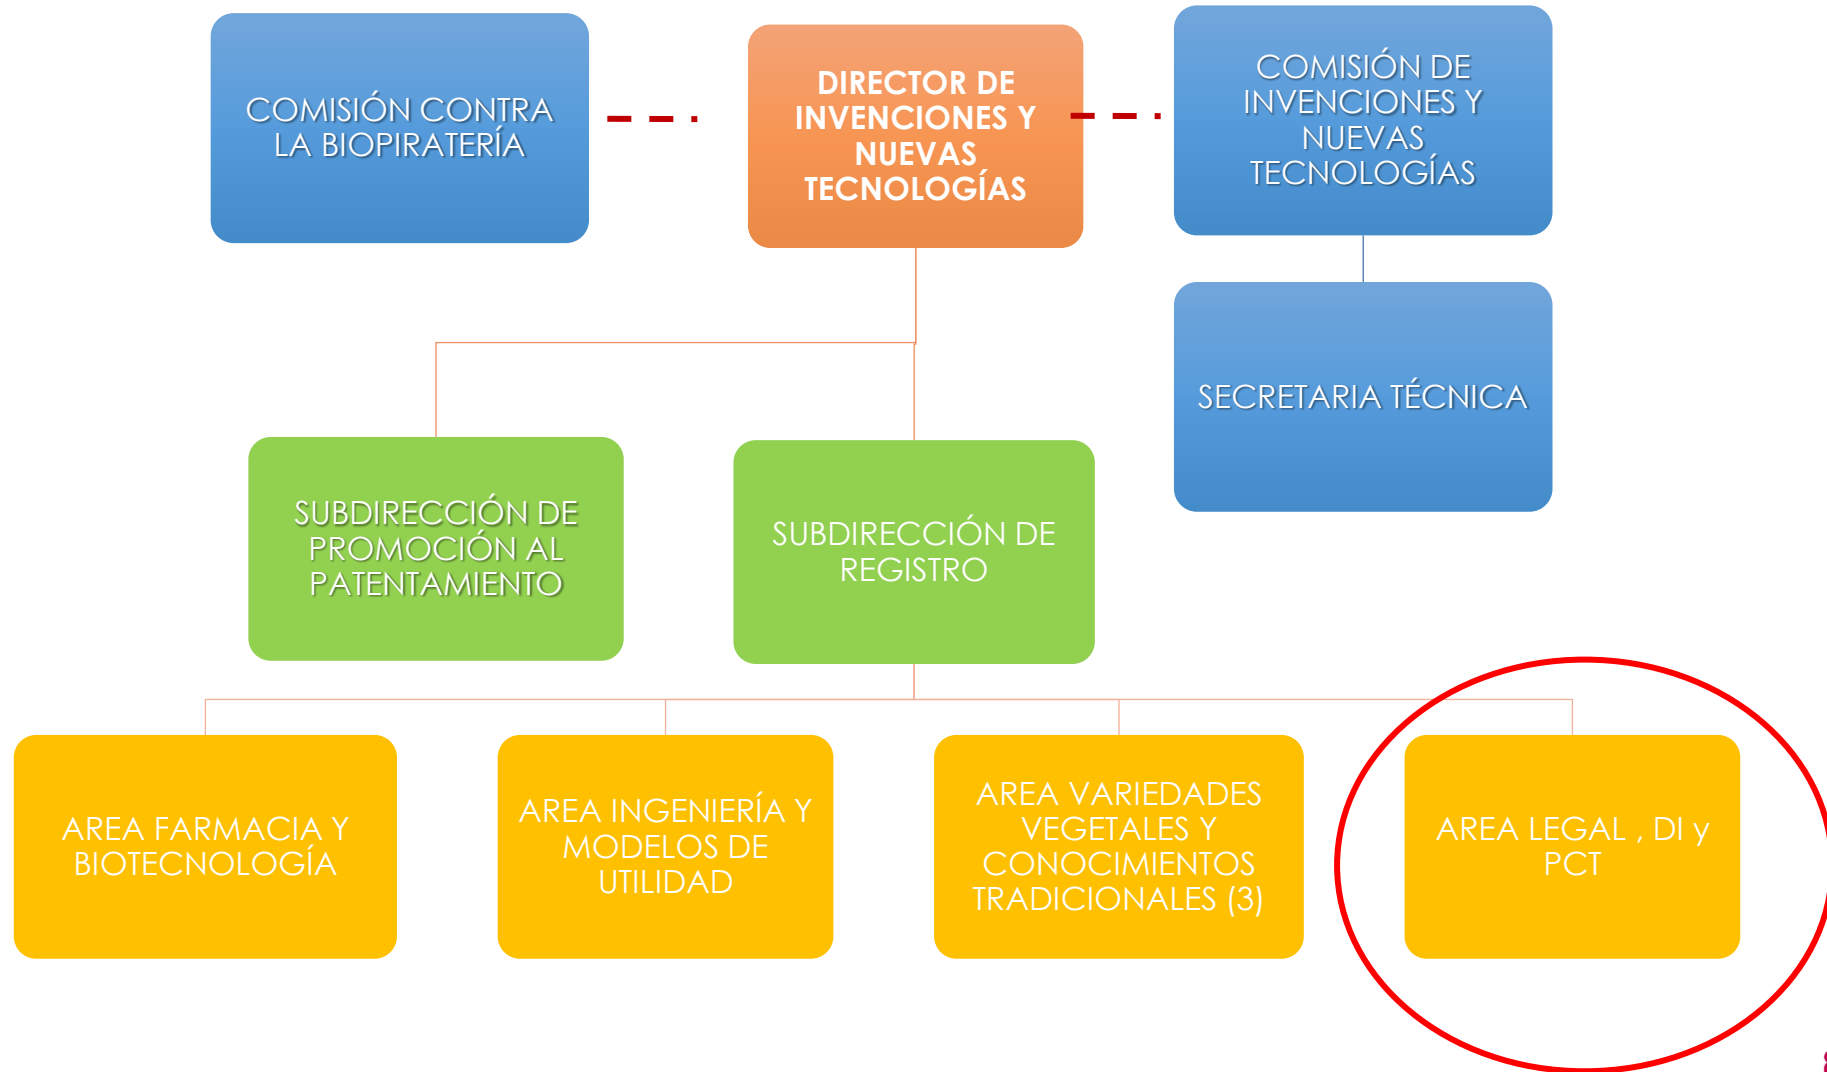 COMISIÓN CONTRA
LA BIOPIRATERÍA
DIRECTOR DE
INVENCIONES Y
NUEVAS
TECNOLOGÍAS
COMISIÓN DE
INVENCIONES Y
NUEVAS
TECNOLOGÍAS
SECRETARIA TÉCNICA
SUBDIRECCIÓN DE
PROMOCIÓN AL
PATENTAMIENTO
SUBDIRECCIÓN DE
REGISTRO
AREA FARMACIA Y
BIOTECNOLOGÍA
AREA INGENIERÍA Y
MODELOS DE
UTILIDAD
AREA VARIEDADES
VEGETALES Y
CONOCIMIENTOS
TRADICIONALES (3)
AREA LEGAL , DI y
PCT